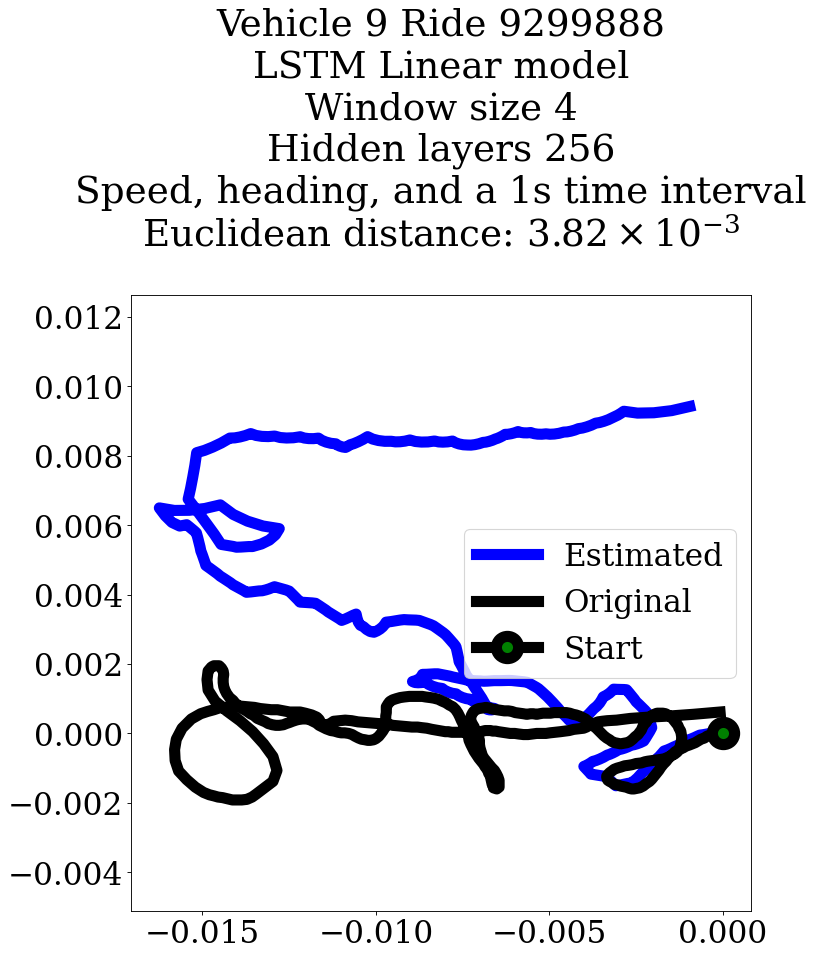 Vehicle 9 Ride 9299888
LSTM Linear model
Window size 4
Hidden layers 256
Speed, heading, and a 1s time interval
Euclidean distance: 3.82 × 10⁻³
0.012
0.010
0.008
0.006
0.004
0.002
0.000
−0.002
−0.004
Estimated
Original
Start
−0.015
−0.010
−0.005
0.000